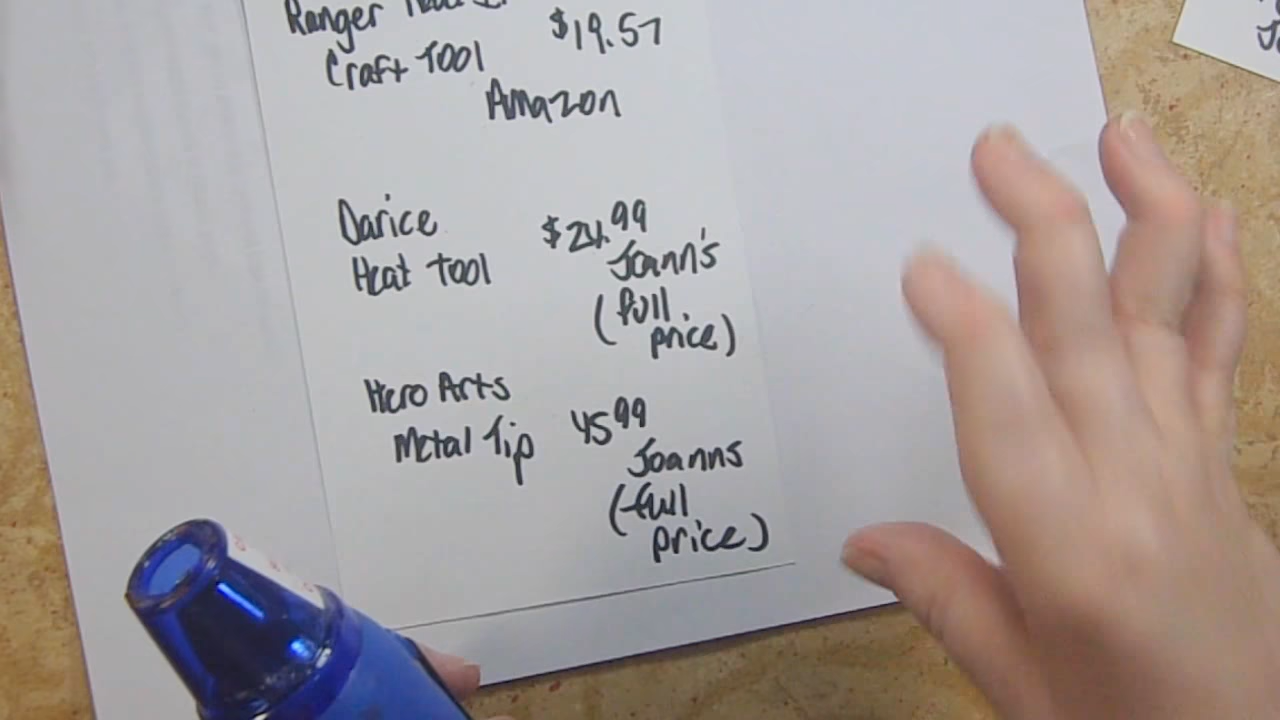 Ranger
Craft Tool $19.57
Amazon
Darice $24.99
Heat Tool Joann's
(full
price)
Hero Arts
Metal Tip 45 99
Joanns
(full
price)